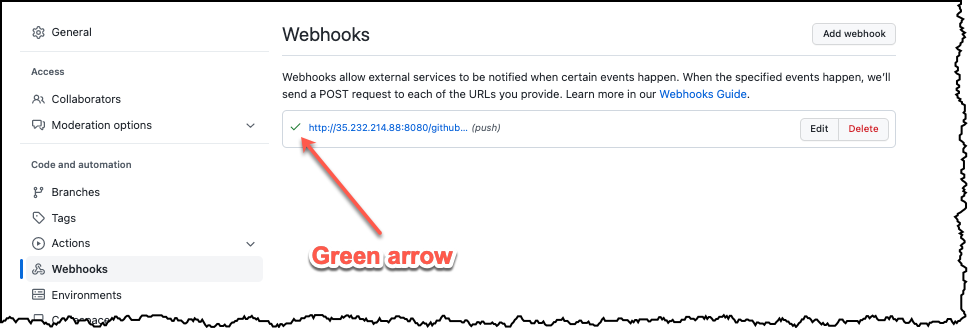 General
Access
Collaborators
Moderation options
Code and automation
Branches
Tags
Actions
Webhooks
Environments
Webhooks
Add webhook
Webhooks allow external services to be notified when certain events happen. When the specified events happen, we'll
send a POST request to each of the URLs you provide. Learn more in our Webhooks Guide.
http://35.232.214.88:8080/github... (push)
Edit
Delete
Green arrow